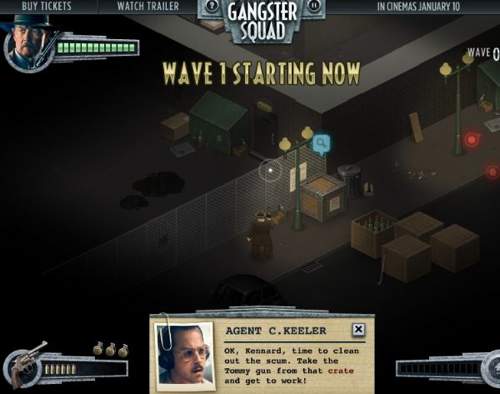 BUY TICKETS
WATCH TRAILER
GANGSTER
SQUAD
IN CINEMAS JANUARY 10
WAVE 0
WAVE 1 STARTING NOW
AGENT C.KEELER
OK, Kennard, time to clean
out the scum. Take the
Tommy gun from that crate
and get to work!